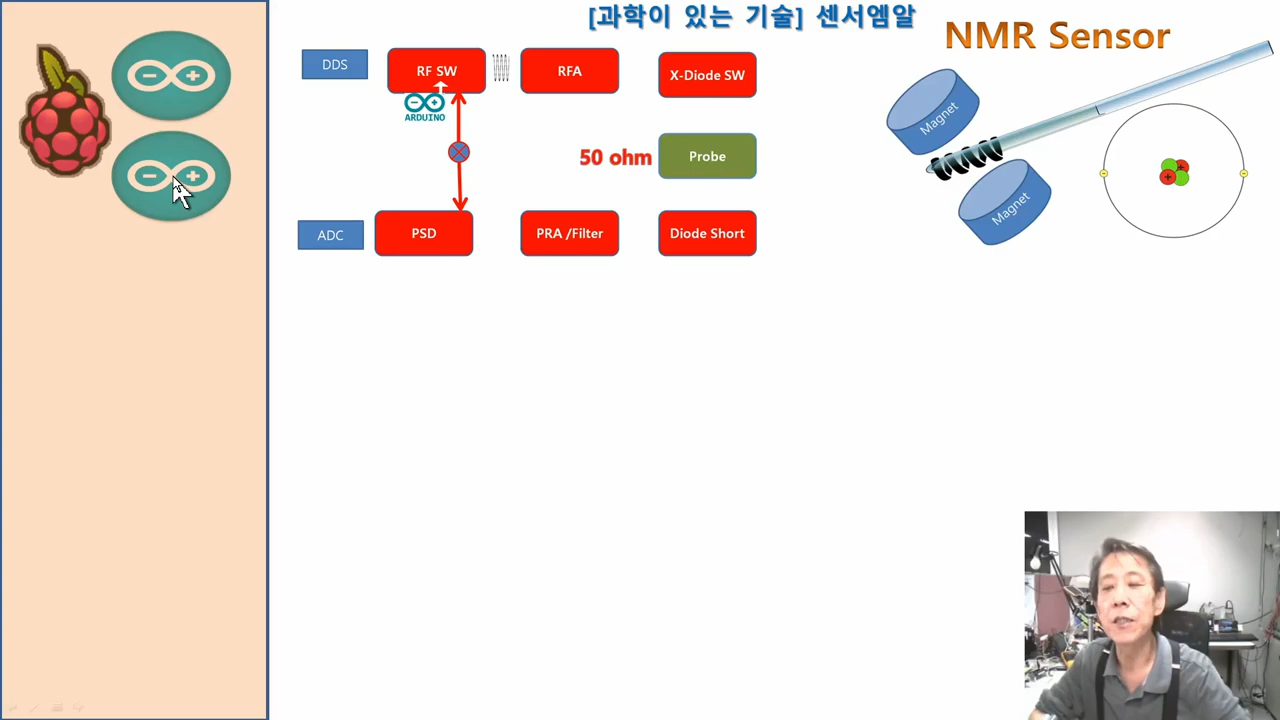 [과학이 있는 기술] 센서엠알
NMR Sensor
DDS
RF SW
RFA
X-Diode SW
ARDUINO
50 ohm
Probe
Magnet
Magnet
ADC
PSD
PRA /Filter
Diode Short